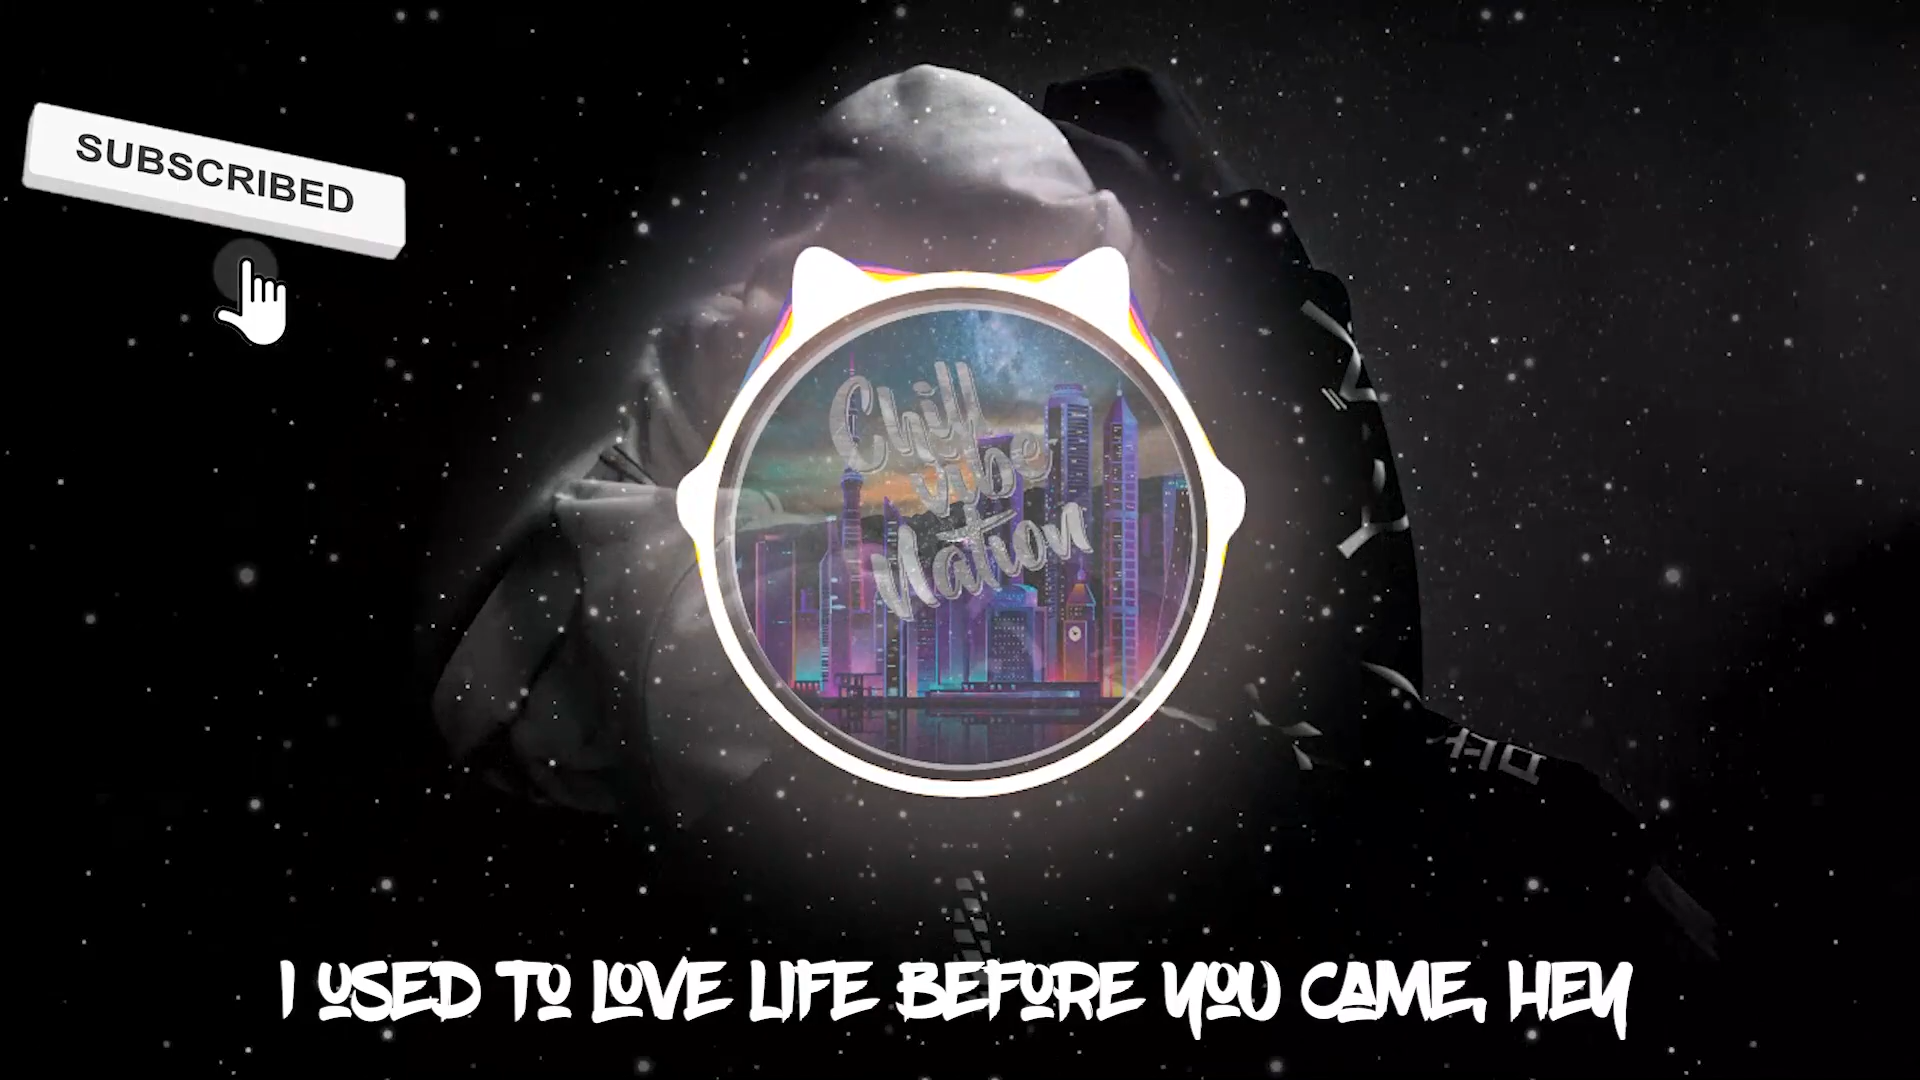 SUBSCRIBED
Chill
vibe
Nation
I USED TO LOVE LIFE BEFORE YOU CAME, HEY